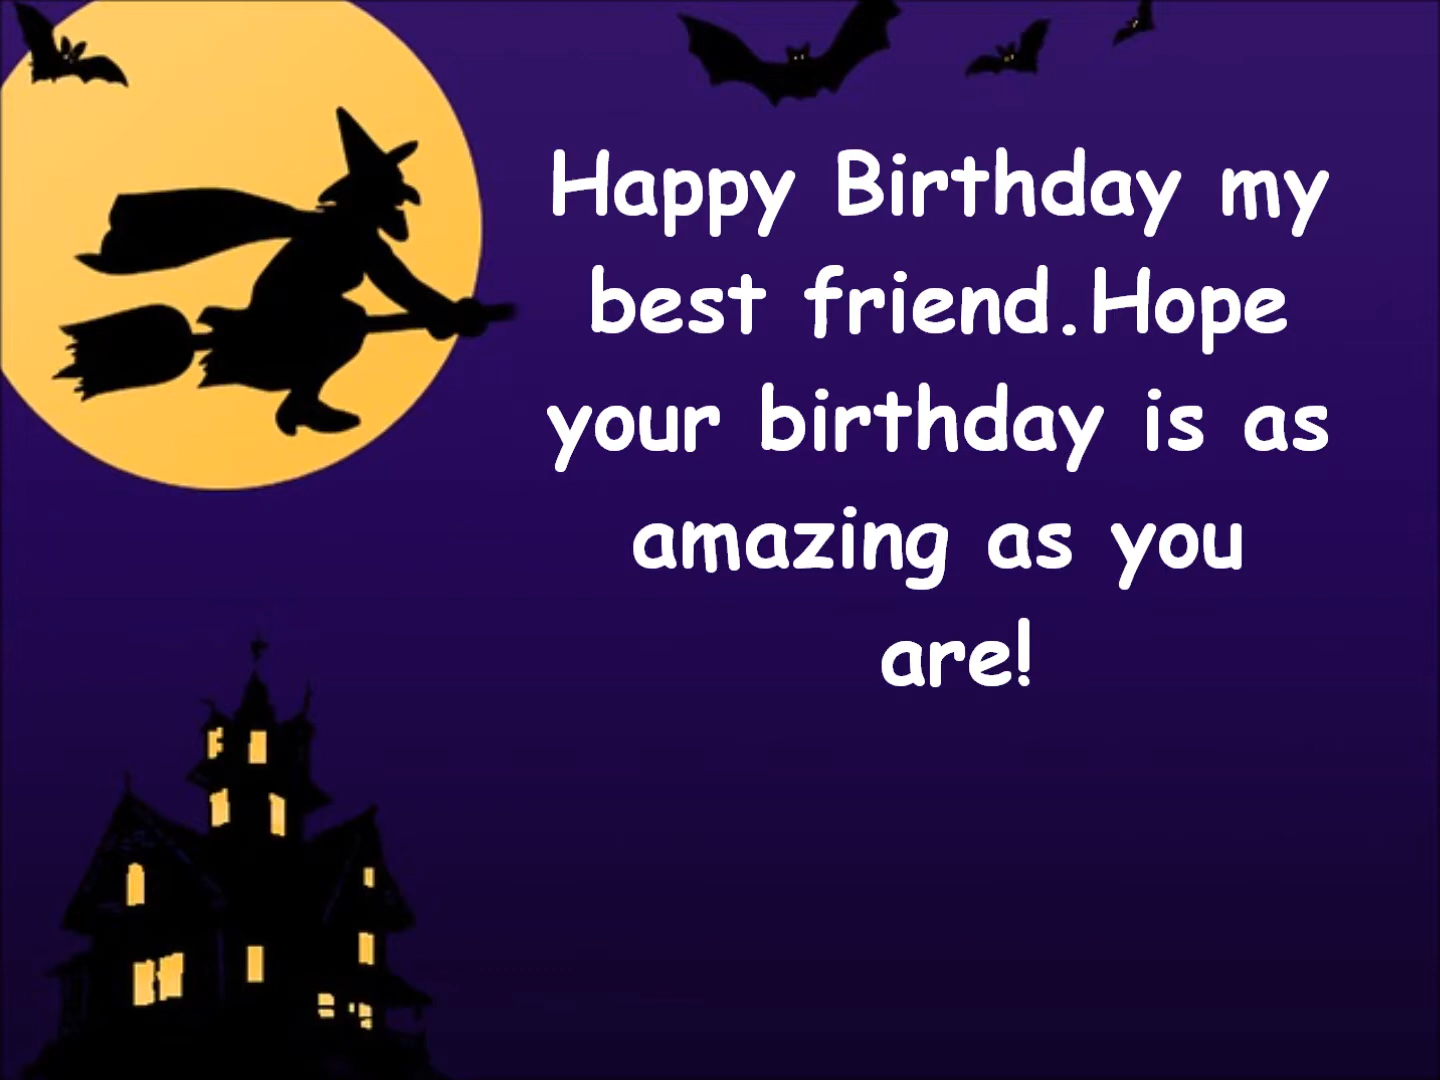 Happy Birthday my
best friend.Hope
your birthday is as
amazing as you
are!